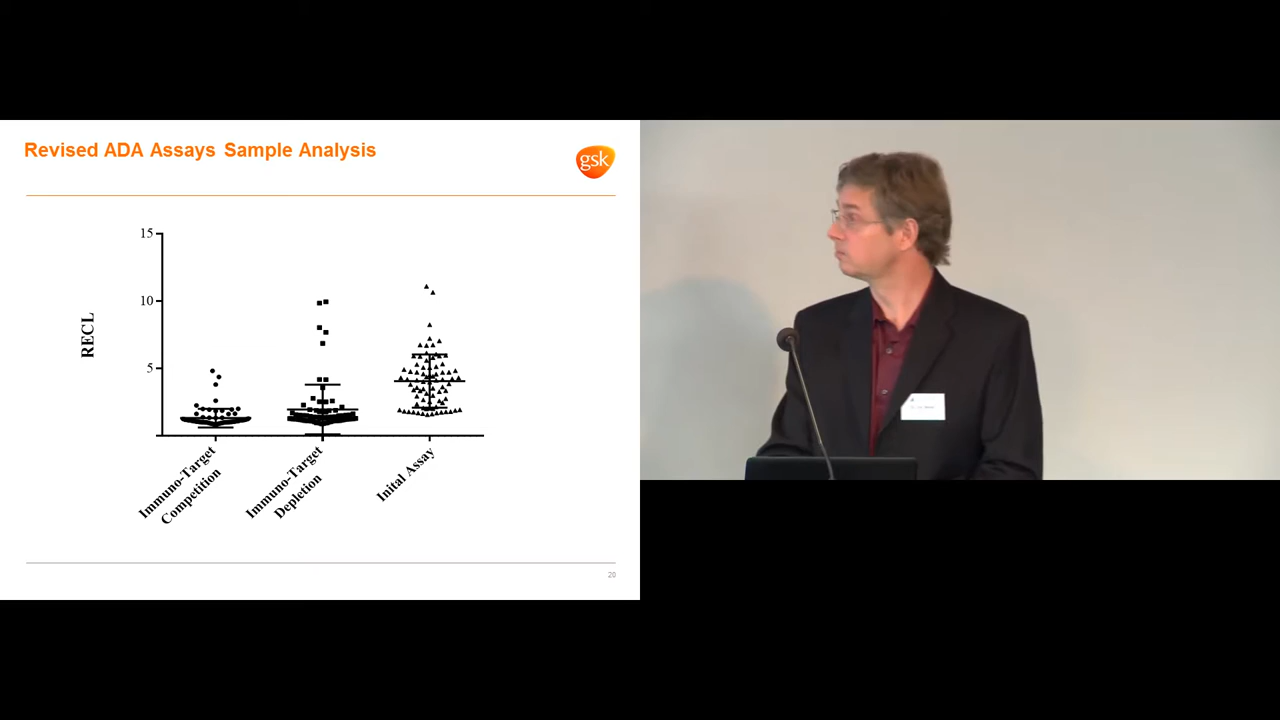 Revised ADA Assays Sample Analysis
gsk
15
10
5
RECL
Immuno-Target
Competition
Immuno-Target
Depletion
Inital Assay
20